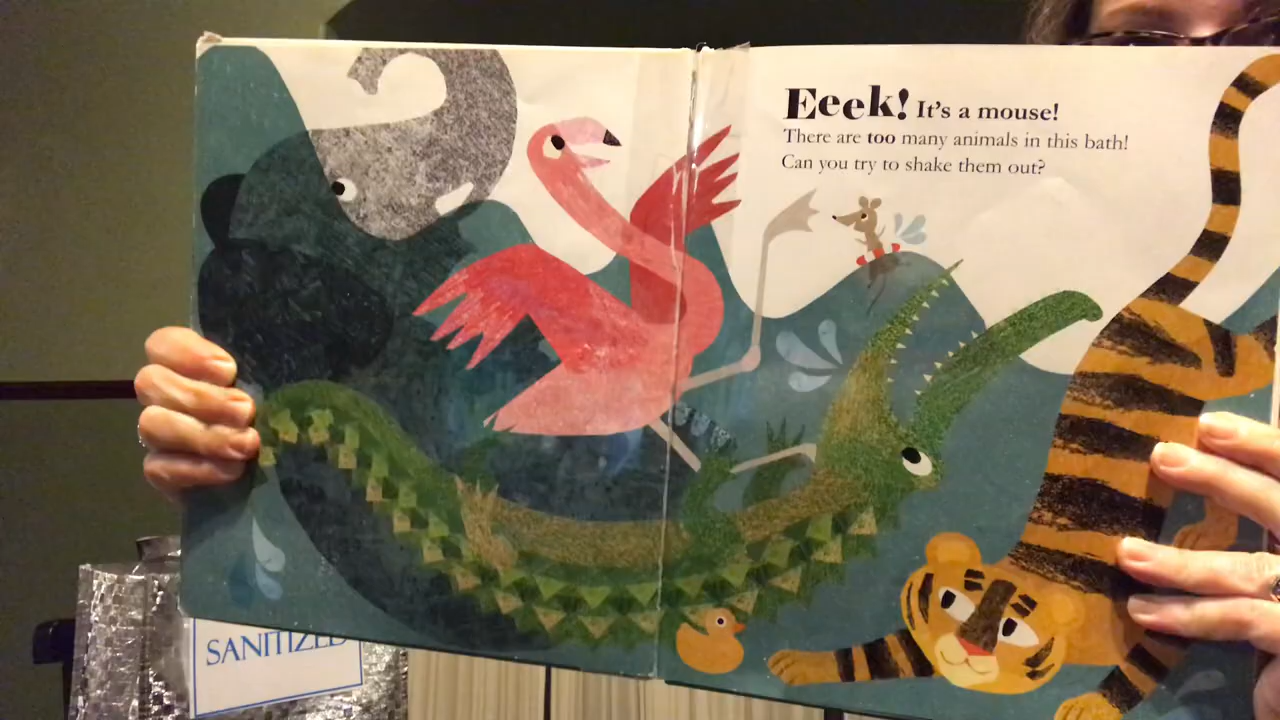 Eeek! It's a mouse!
There are too many animals in this bath!
Can you try to shake them out?
SANITIZED